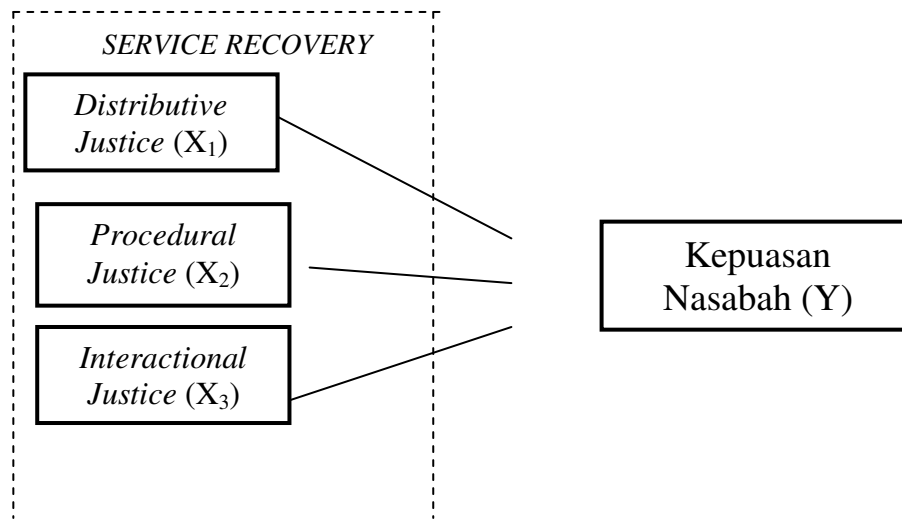 SERVICE RECOVERY
Distributive
Justice (X₁)
Procedural
Justice (X₂)
Interactional
Justice (X₃)
Kepuasan
Nasabah (Y)